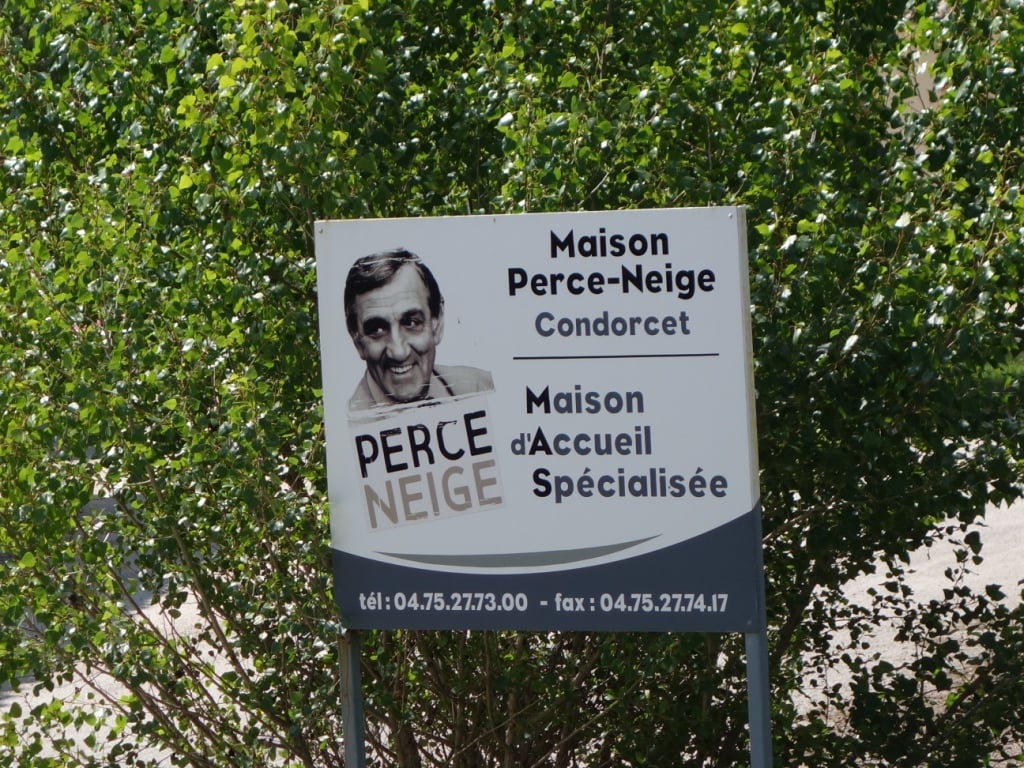 Maison
Perce-Neige
Condorcet
PERCE
NEIGE
Maison
d'Accueil
Spécialisée
tél : 04.75.27.73.00 - fax : 04.75.27.74.17